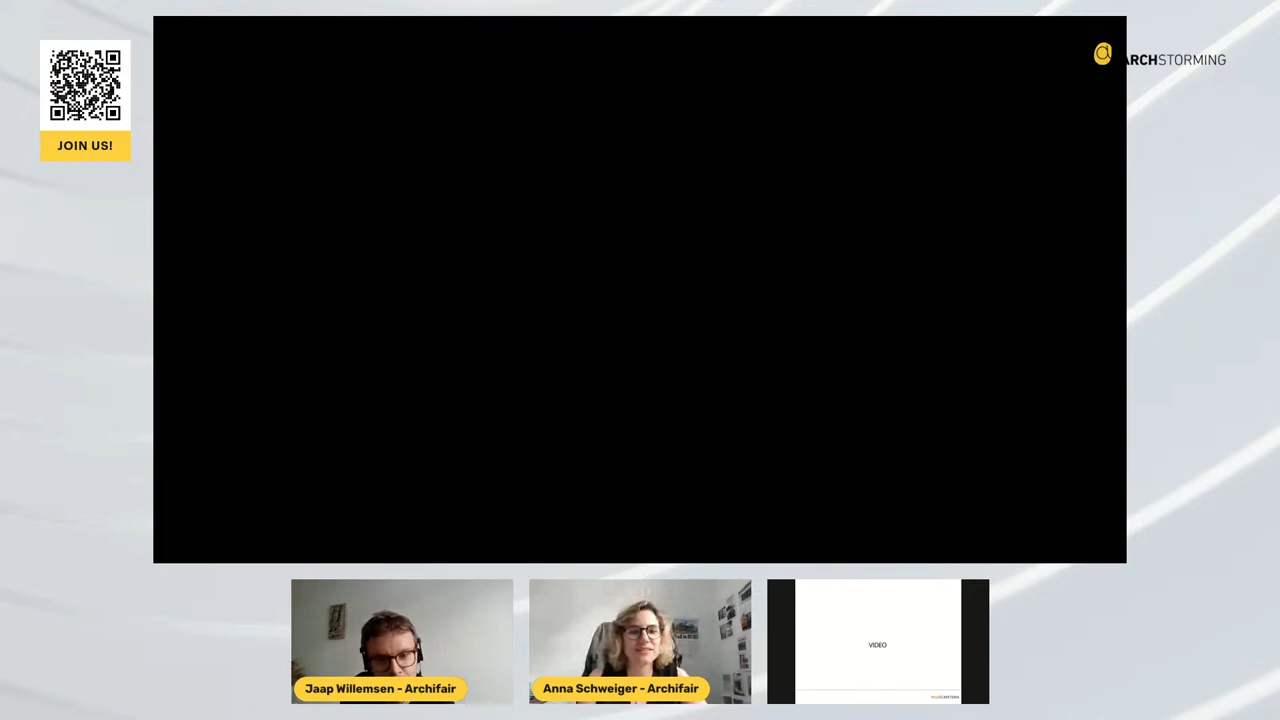 ARCHSTORMING
JOIN US!
Jaap Willemsen - Archifair
Anna Schweiger - Archifair
VIDEO